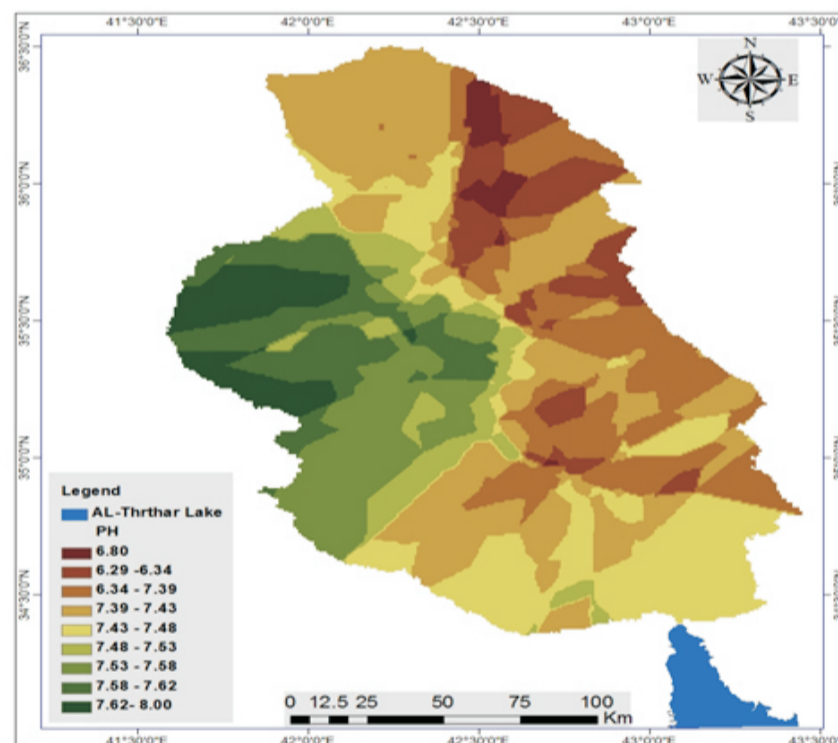 41°30'0"E 42°0'0"E 42°30'0"E 43°0'0"E 43°30'0"E
36°30'0"N
36°0'0"N
35°30'0"N
35°0'0"N
34°30'0"N
N
W E
S
Legend
AL-Thrthar Lake
PH
6.80
6.29 -6.34
6.34 - 7.39
7.39 - 7.43
7.43 - 7.48
7.48 - 7.53
7.53 - 7.58
7.58 - 7.62
7.62- 8.00
0 12.5 25 50 75 100
Km
41°30'0"E 42°0'0"E 42°30'0"E 43°0'0"E 43°30'0"E